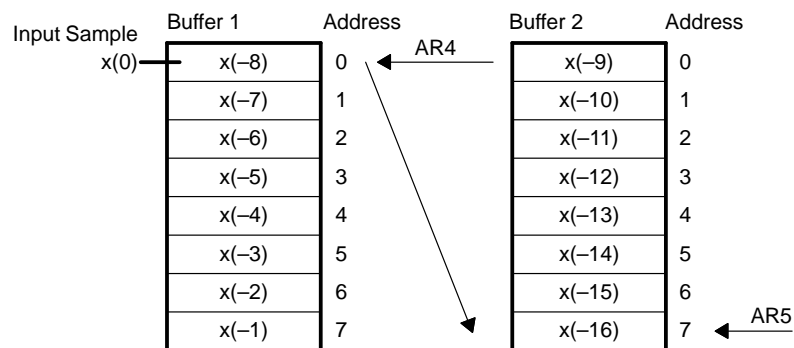 Buffer 1 Address Buffer 2 Address
Input Sample
x(0) x(–8) 0 AR4 x(–9) 0
x(–7) 1 x(–10) 1
x(–6) 2 x(–11) 2
x(–5) 3 x(–12) 3
x(–4) 4 x(–13) 4
x(–3) 5 x(–14) 5
x(–2) 6 x(–15) 6
x(–1) 7 x(–16) 7 AR5